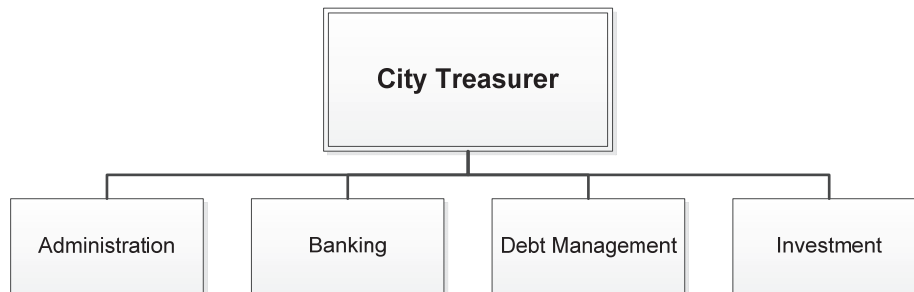 City Treasurer
Administration
Banking
Debt Management
Investment